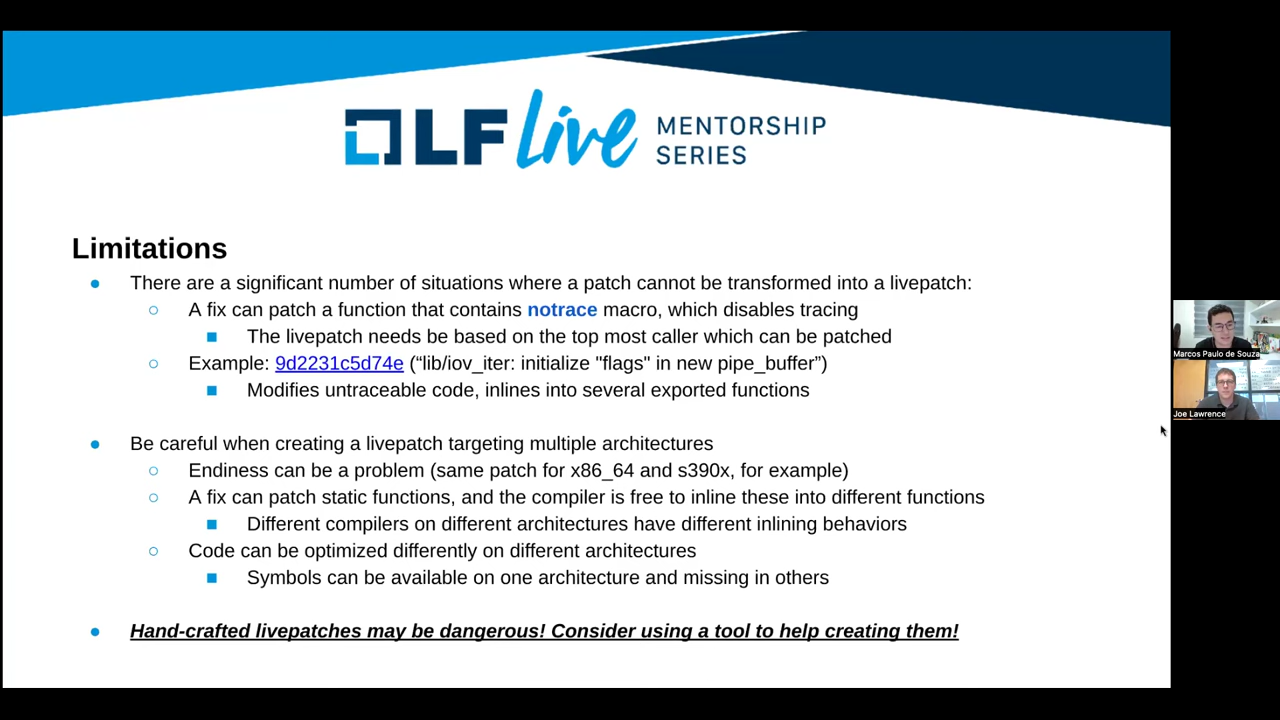 LF live MENTORSHIP
SERIES
Limitations
● There are a significant number of situations where a patch cannot be transformed into a livepatch:
○ A fix can patch a function that contains notrace macro, which disables tracing
■ The livepatch needs be based on the top most caller which can be patched
○ Example: 9d2231c5d74e (“lib/iov_iter: initialize "flags" in new pipe_buffer”)
■ Modifies untraceable code, inlines into several exported functions
● Be careful when creating a livepatch targeting multiple architectures
○ Endiness can be a problem (same patch for x86_64 and s390x, for example)
○ A fix can patch static functions, and the compiler is free to inline these into different functions
■ Different compilers on different architectures have different inlining behaviors
○ Code can be optimized differently on different architectures
■ Symbols can be available on one architecture and missing in others
● Hand-crafted livepatches may be dangerous! Consider using a tool to help creating them!
Marcos Paulo de Souza
Joe Lawrence